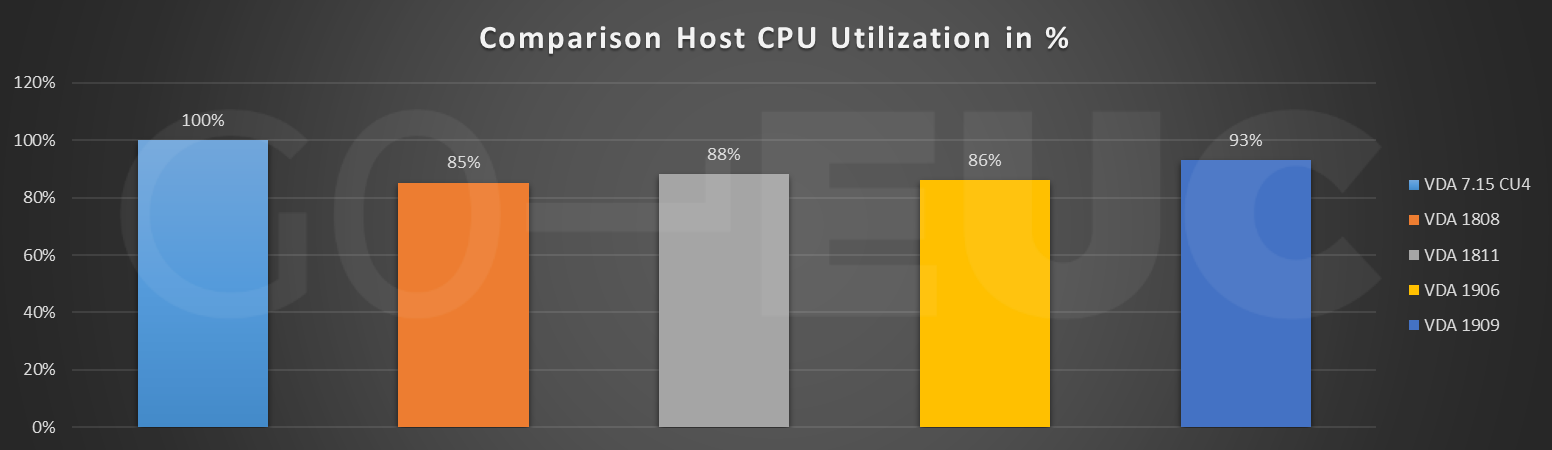 Comparison Host CPU Utilization in %
120%
100%
80%
60%
40%
20%
0%
100%
85%
88%
86%
93%
VDA 7.15 CU4
VDA 1808
VDA 1811
VDA 1906
VDA 1909
GO-EUC